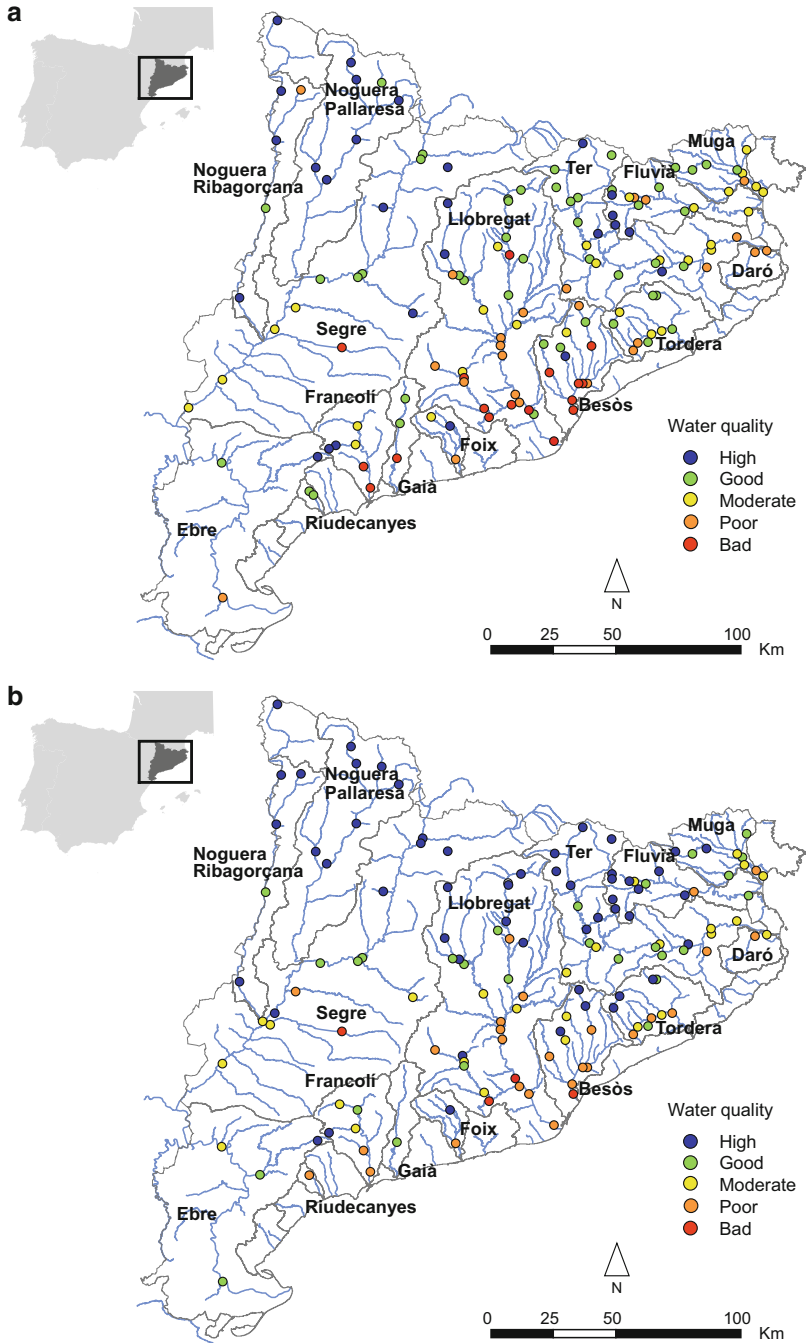 a
Noguera
Pallaresa
Muga
Ter
Fluvià
Noguera
Ribagorçana
Llobregat
Daró
Segre
Tordera
Francolí
Besòs
Water quality
Foix
High
Gaià
Good
Moderate
Riudecanyes
Poor
Ebre
Bad
N
0 25 50 100
Km
b
Noguera
Pallaresa
Muga
Ter
Fluvià
Noguera
Ribagorçana
Llobregat
Daró
Segre
Tordera
Francolí
Besòs
Water quality
Foix
High
Gaià
Good
Moderate
Riudecanyes
Poor
Ebre
Bad
N
0 25 50 100
Km